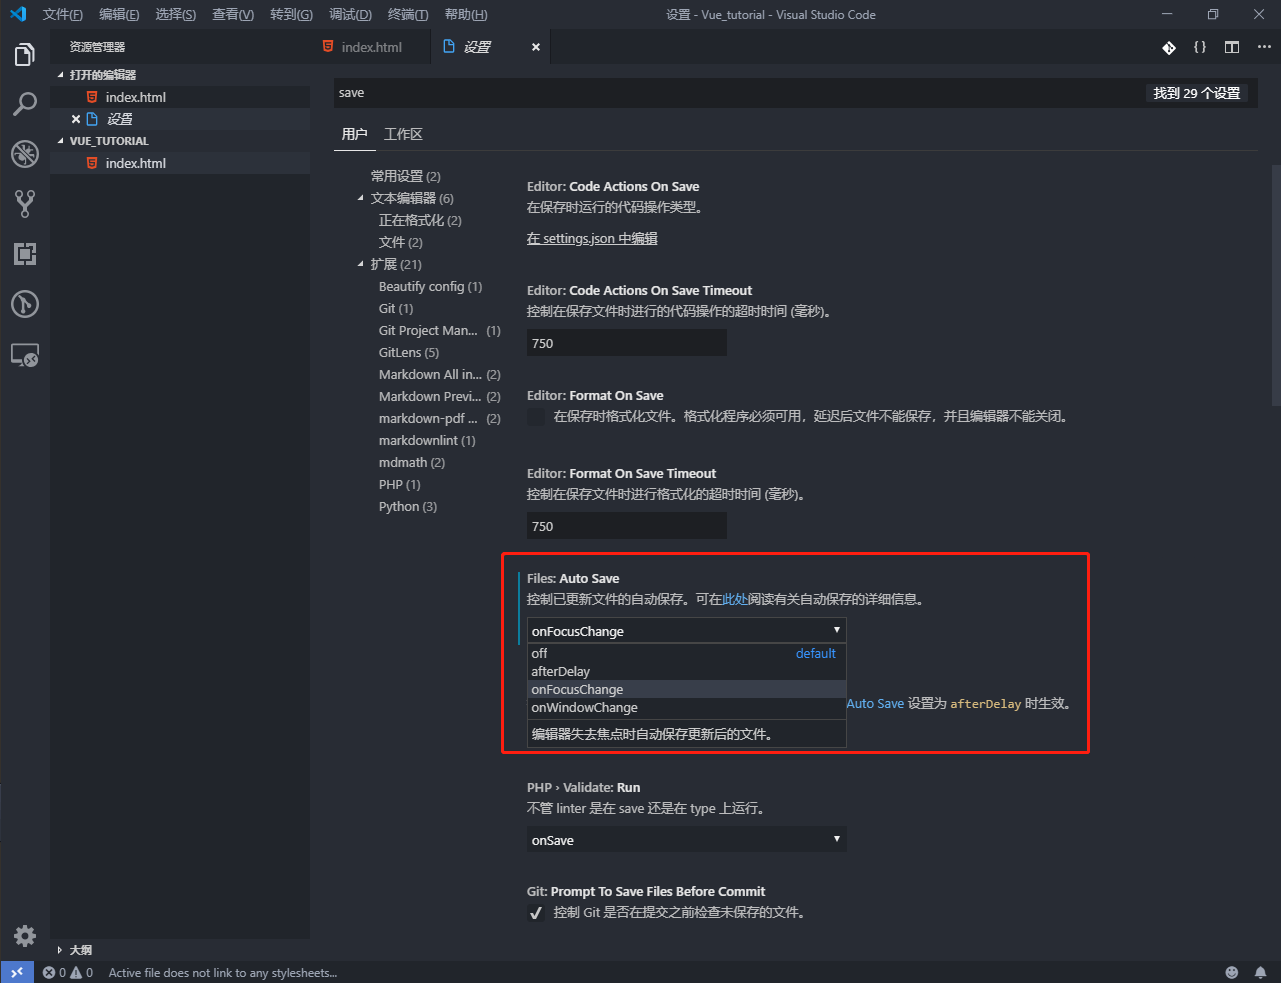 文件(F) 编辑(E) 选择(S) 查看(V) 转到(G) 调试(D) 终端(T) 帮助(H) 设置 - Vue_tutorial - Visual Studio Code
资源管理器
index.html
设置
打开的编辑器
index.html
设置
VUE_TUTORIAL
index.html
save
找到 29 个设置
用户 工作区
常用设置 (2)
文本编辑器 (6)
正在格式化 (2)
文件 (2)
扩展 (21)
Beautify config (1)
Git (1)
Git Project Man... (1)
GitLens (5)
Markdown All in... (2)
Markdown Previ... (2)
markdown-pdf ... (2)
markdownlint (1)
mdmath (2)
PHP (1)
Python (3)
Editor: Code Actions On Save
在保存时运行的代码操作类型。
在 settings.json 中编辑
Editor: Code Actions On Save Timeout
控制在保存文件时进行的代码操作的超时时间 (毫秒)。
750
Editor: Format On Save
在保存时格式化文件。格式化程序必须可用，延迟后文件不能保存，并且编辑器不能关闭。
Editor: Format On Save Timeout
控制在保存文件时进行格式化的超时时间 (毫秒)。
750
Files: Auto Save
控制已更新文件的自动保存。可在此处阅读有关自动保存的详细信息。
onFocusChange
off default
afterDelay
onFocusChange
onWindowChange
Auto Save 设置为 afterDelay 时生效。
编辑器失去焦点时自动保存更新后的文件。
PHP › Validate: Run
不管 linter 是在 save 还是在 type 上运行。
onSave
Git: Prompt To Save Files Before Commit
控制 Git 是否在提交之前检查未保存的文件。
大纲
0 0 Active file does not link to any stylesheets...